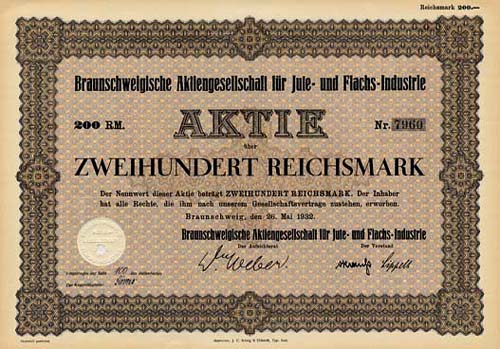 Reichsmark 200.—
Braunschweigische Aktiengesellschaft für Jute- und Flachs-Industrie
200 RM.
AKTIE
Nr. 7960
über
ZWEIHUNDERT REICHSMARK
Der Nennwert dieser Aktie beträgt ZWEIHUNDERT REICHSMARK. Der Inhaber
hat alle Rechte, die ihm nach unserem Gesellschaftsvertrage zustehen, erworben.
Braunschweig, den 26. Mai 1932.
Braunschweigische Aktiengesellschaft für Jute- und Flachs-Industrie
Der Aufsichtsrat
Der Vorstand
Weber.
Lippelt
100